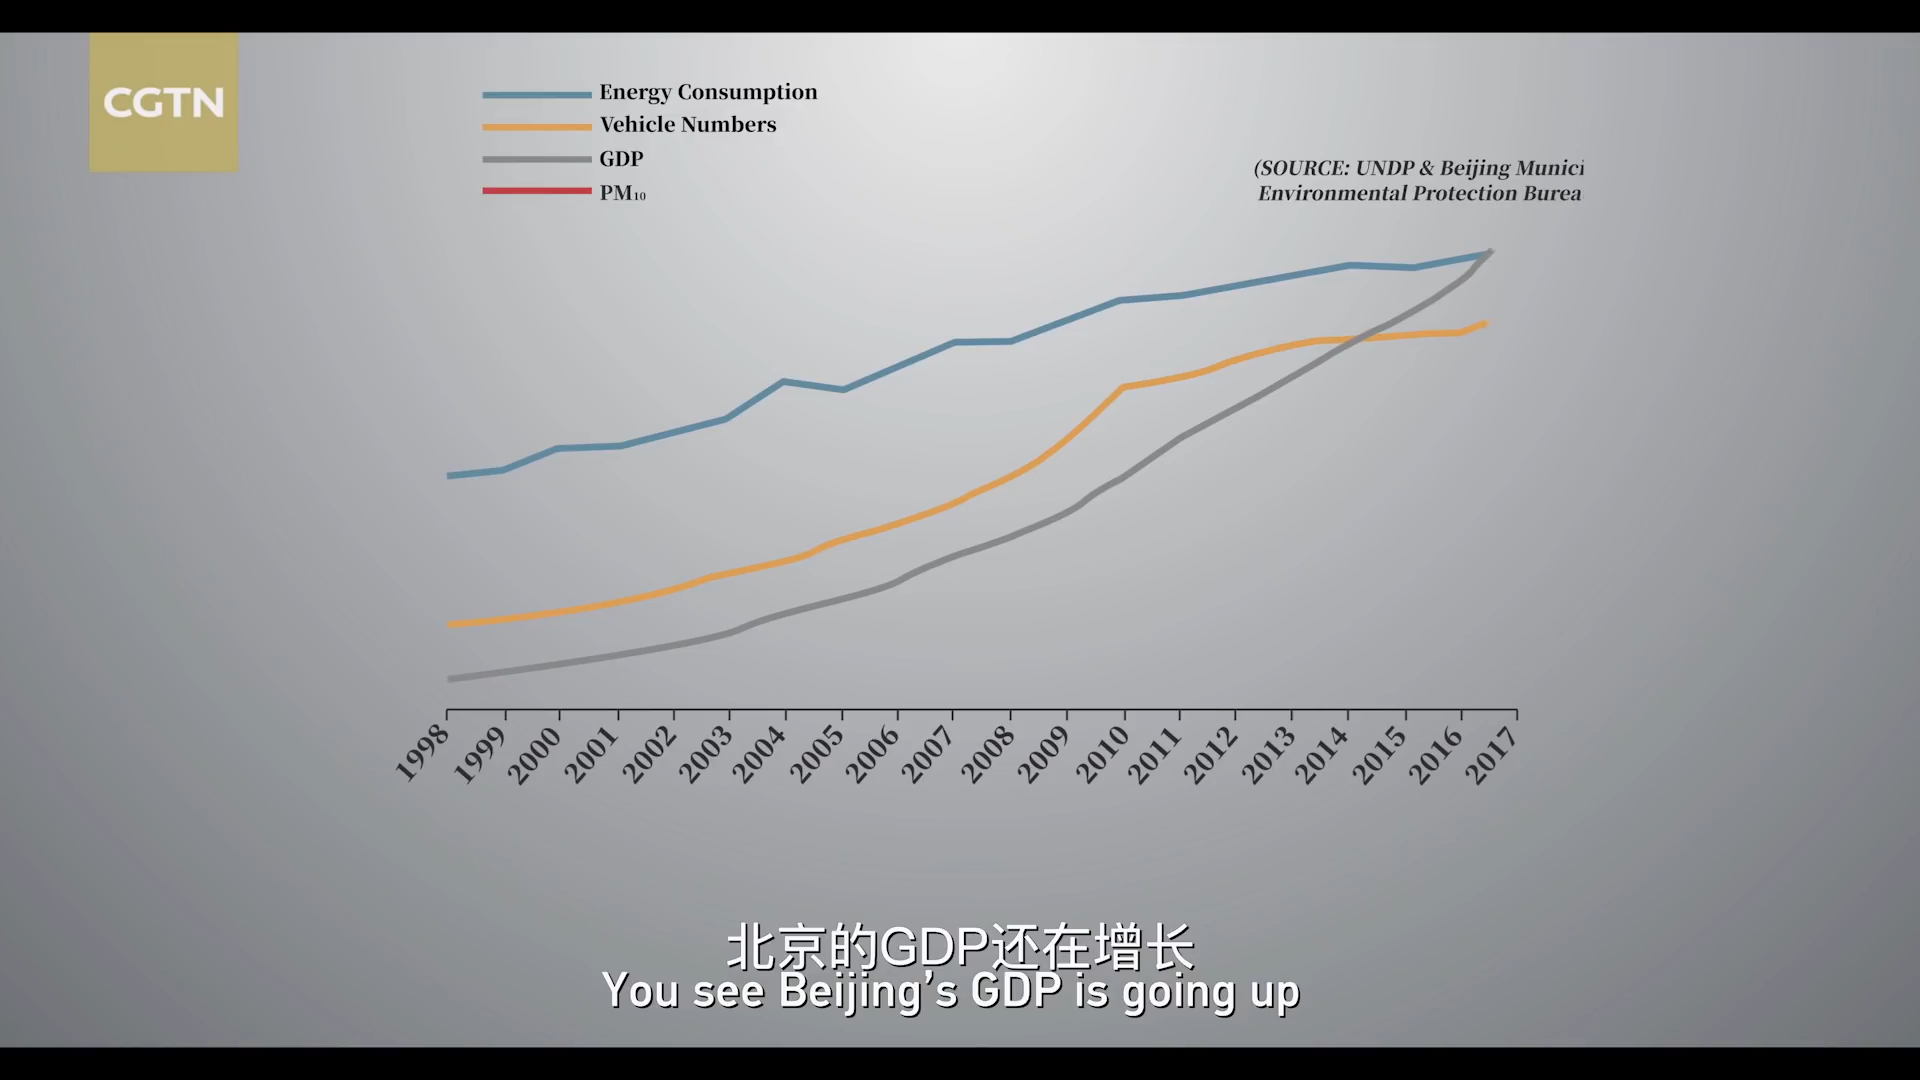 CGTN
Energy Consumption
Vehicle Numbers
GDP
PM₁₀
(SOURCE: UNDP & Beijing Munici
Environmental Protection Burea
1998
1999
2000
2001
2002
2003
2004
2005
2006
2007
2008
2009
2010
2011
2012
2013
2014
2015
2016
2017
北京的GDP还在增长
You see Beijing's GDP is going up